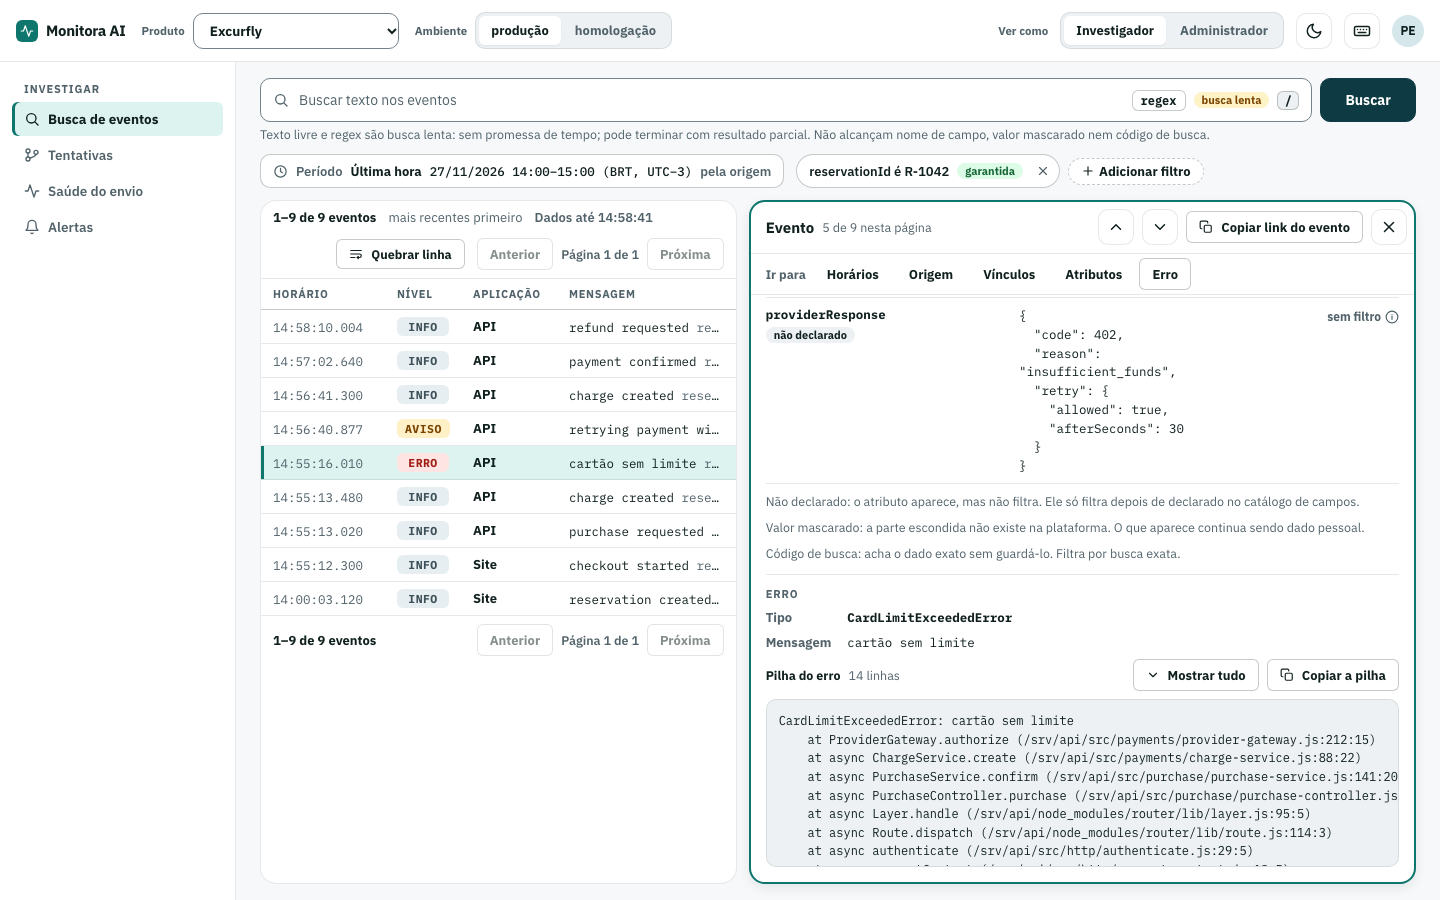 Monitora AI
Produto
Excurfly
Ambiente
produção
homologação
Ver como
Investigador
Administrador
PE
INVESTIGAR
Busca de eventos
Tentativas
Saúde do envio
Alertas
Buscar texto nos eventos
regex
busca lenta
/
Buscar
Texto livre e regex são busca lenta: sem promessa de tempo; pode terminar com resultado parcial. Não alcançam nome de campo, valor mascarado nem código de busca.
Período Última hora 27/11/2026 14:00–15:00 (BRT, UTC−3) pela origem
reservationId é R-1042 garantida
Adicionar filtro
1–9 de 9 eventos mais recentes primeiro Dados até 14:58:41
Quebrar linha
Anterior
Página 1 de 1
Próxima
HORÁRIO NÍVEL APLICAÇÃO MENSAGEM
14:58:10.004 INFO API refund requested re…
14:57:02.640 INFO API payment confirmed r…
14:56:41.300 INFO API charge created rese…
14:56:40.877 AVISO API retrying payment wi…
14:55:16.010 ERRO API cartão sem limite r…
14:55:13.480 INFO API charge created rese…
14:55:13.020 INFO API purchase requested …
14:55:12.300 INFO Site checkout started re…
14:00:03.120 INFO Site reservation created…
1–9 de 9 eventos
Anterior
Página 1 de 1
Próxima
Evento 5 de 9 nesta página
Copiar link do evento
Ir para Horários Origem Vínculos Atributos Erro
providerResponse
não declarado
{
"code": 402,
"reason":
"insufficient_funds",
"retry": {
"allowed": true,
"afterSeconds": 30
}
}
sem filtro
Não declarado: o atributo aparece, mas não filtra. Ele só filtra depois de declarado no catálogo de campos.
Valor mascarado: a parte escondida não existe na plataforma. O que aparece continua sendo dado pessoal.
Código de busca: acha o dado exato sem guardá-lo. Filtra por busca exata.
ERRO
Tipo CardLimitExceededError
Mensagem cartão sem limite
Pilha do erro 14 linhas
Mostrar tudo
Copiar a pilha
CardLimitExceededError: cartão sem limite
at ProviderGateway.authorize (/srv/api/src/payments/provider-gateway.js:212:15)
at async ChargeService.create (/srv/api/src/payments/charge-service.js:88:22)
at async PurchaseService.confirm (/srv/api/src/purchase/purchase-service.js:141:20
at async PurchaseController.purchase (/srv/api/src/purchase/purchase-controller.js
at async Layer.handle (/srv/api/node_modules/router/lib/layer.js:95:5)
at async Route.dispatch (/srv/api/node_modules/router/lib/route.js:114:3)
at async authenticate (/srv/api/src/http/authenticate.js:29:5)